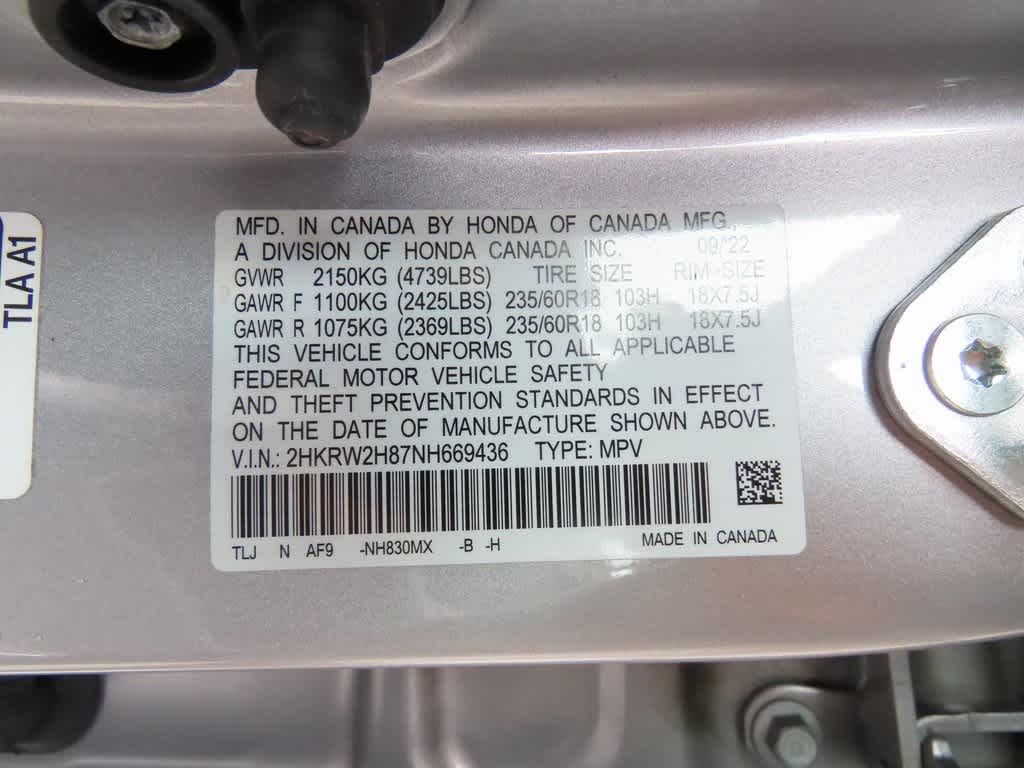 TLA A1
MFD. IN CANADA BY HONDA OF CANADA MFG.,
A DIVISION OF HONDA CANADA INC. 09/22
GVWR 2150KG (4739LBS) TIRE SIZE RIM SIZE
GAWR F 1100KG (2425LBS) 235/60R18 103H 18X7.5J
GAWR R 1075KG (2369LBS) 235/60R18 103H 18X7.5J
THIS VEHICLE CONFORMS TO ALL APPLICABLE
FEDERAL MOTOR VEHICLE SAFETY
AND THEFT PREVENTION STANDARDS IN EFFECT
ON THE DATE OF MANUFACTURE SHOWN ABOVE.
V.I.N.: 2HKRW2H87NH669436 TYPE: MPV
TLJ N AF9 -NH830MX -B -H MADE IN CANADA